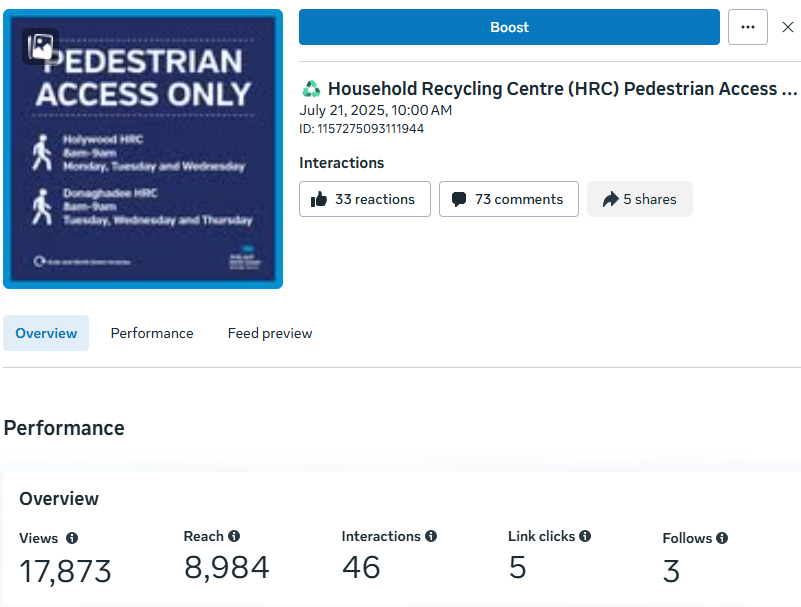 PEDESTRIAN
ACCESS ONLY
Holywood HRC
8am-9am
Monday, Tuesday and Wednesday
Donaghadee HRC
8am-9am
Tuesday, Wednesday and Thursday
Boost
Household Recycling Centre (HRC) Pedestrian Access ...
July 21, 2025, 10:00 AM
ID: 1157275093111944
Interactions
33 reactions
73 comments
5 shares
Overview
Performance
Feed preview
Performance
Overview
Views
Reach
Interactions
Link clicks
Follows
17,873
8,984
46
5
3